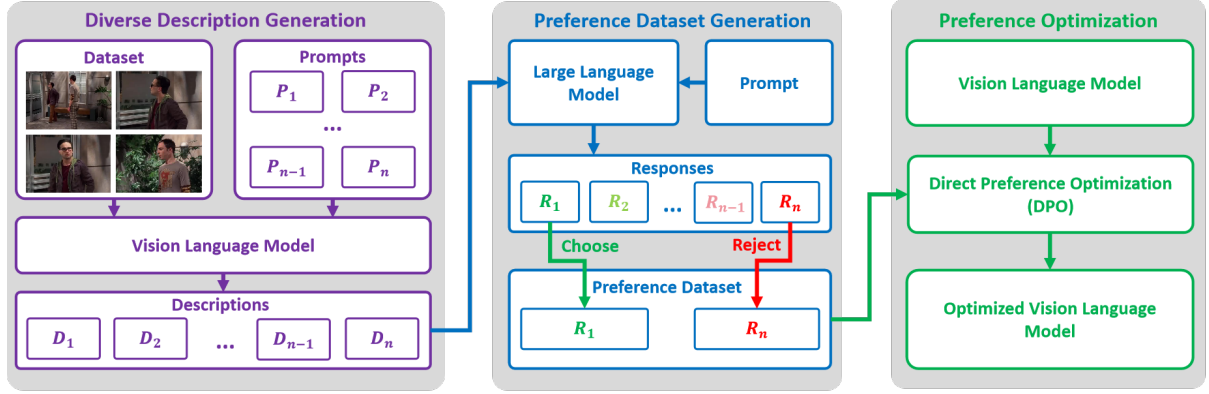 Diverse Description Generation
Dataset
Prompts
P₁
P₂
...
Pₙ₋₁
Pₙ
Vision Language Model
Descriptions
D₁
D₂
...
Dₙ₋₁
Dₙ
Preference Dataset Generation
Large Language
Model
Prompt
Responses
R₁
R₂
...
Rₙ₋₁
Rₙ
Choose
Reject
Preference Dataset
R₁
Rₙ
Preference Optimization
Vision Language Model
Direct Preference Optimization
(DPO)
Optimized Vision Language
Model